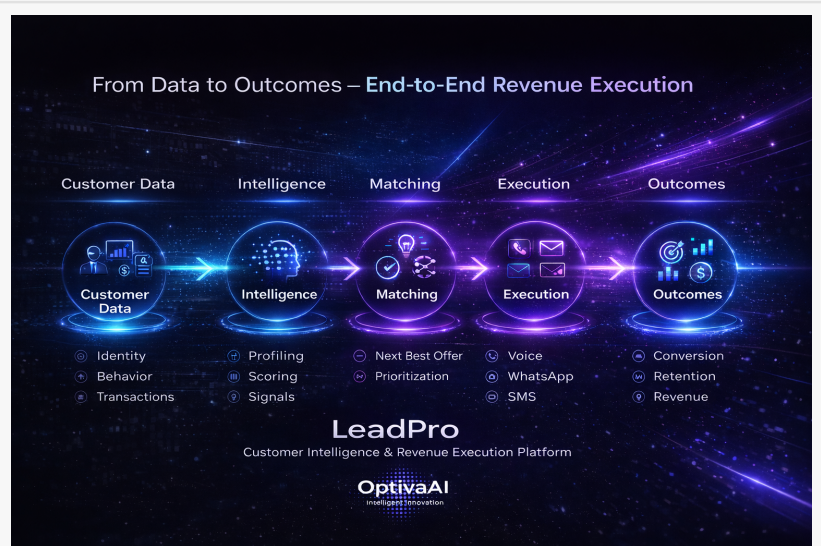 From Data to Outcomes – End-to-End Revenue Execution
Customer Data
Intelligence
Matching
Execution
Outcomes
Customer
Data
Intelligence
Matching
Execution
Outcomes
Identity
Behavior
Transactions
Profiling
Scoring
Signals
Next Best Offer
Prioritization
Voice
WhatsApp
SMS
Conversion
Retention
Revenue
LeadPro
Customer Intelligence & Revenue Execution Platform
OptivaAI
Intelligent Innovation